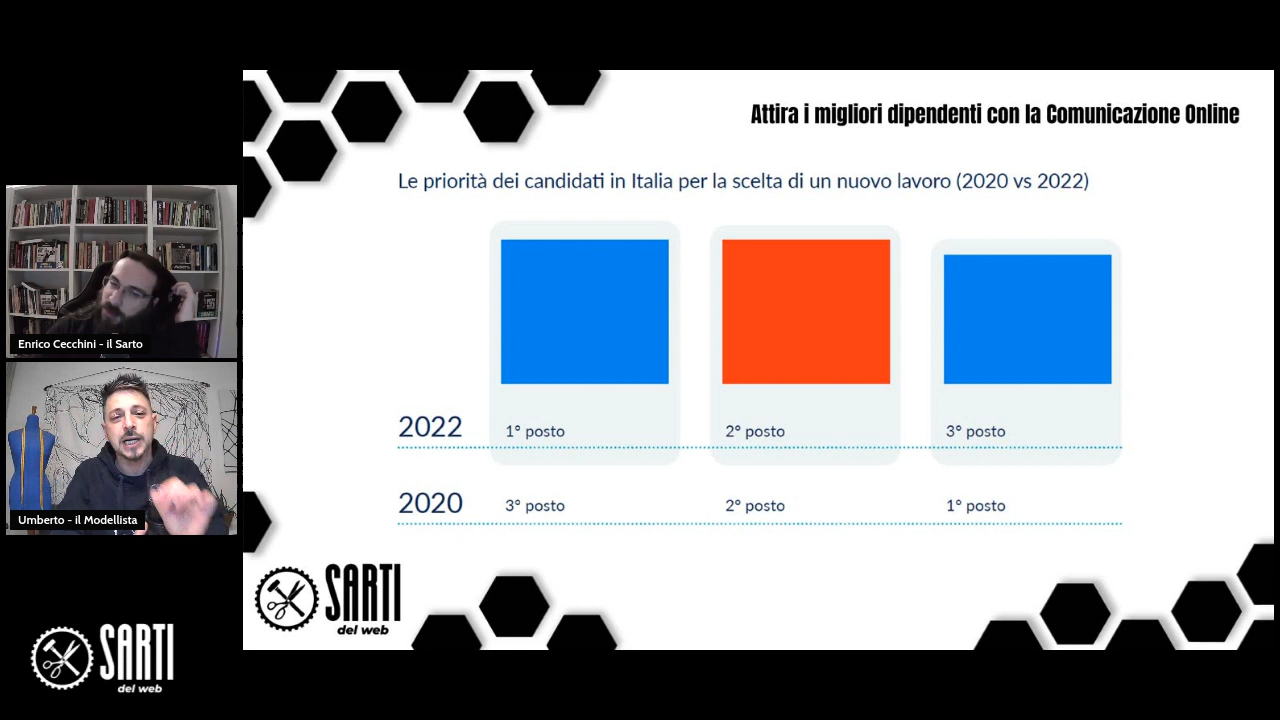 Attira i migliori dipendenti con la Comunicazione Online
Le priorità dei candidati in Italia per la scelta di un nuovo lavoro (2020 vs 2022)
2022 1° posto 2° posto 3° posto
2020 3° posto 2° posto 1° posto
Enrico Cecchini - il Sarto
Umberto - il Modellista
SARTI
del web
SARTI
del web